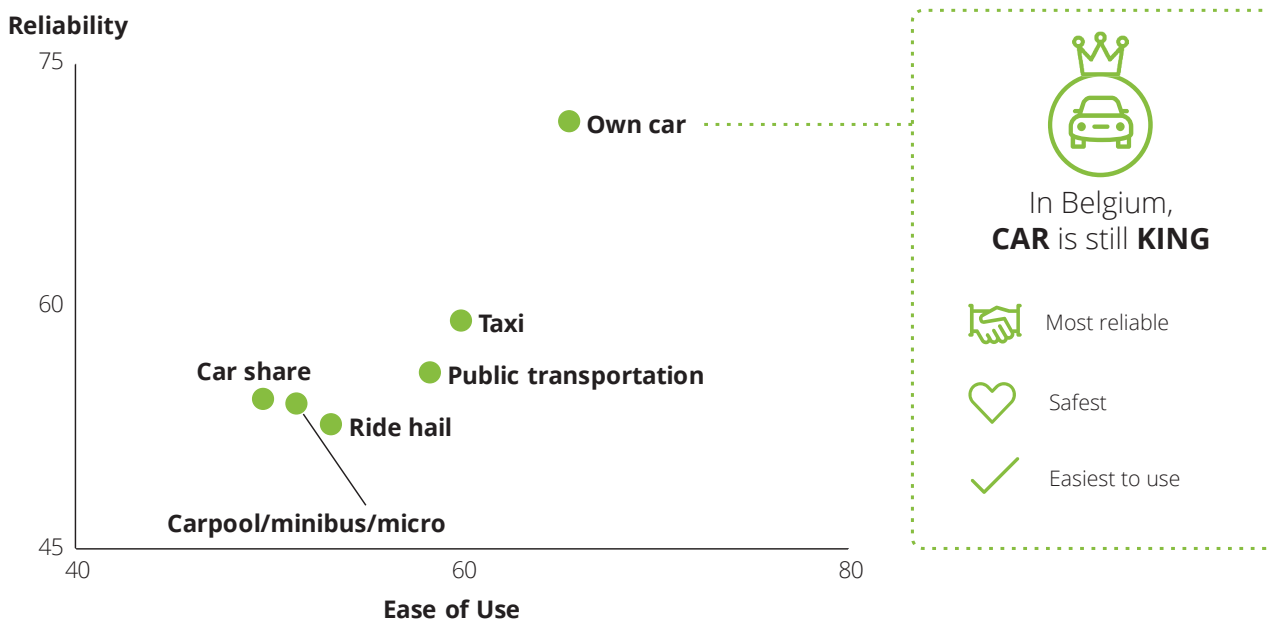 Reliability
75
60
45
40
60
80
Ease of Use
Own car
Taxi
Public transportation
Car share
Ride hail
Carpool/minibus/micro
In Belgium,
CAR is still KING
Most reliable
Safest
Easiest to use